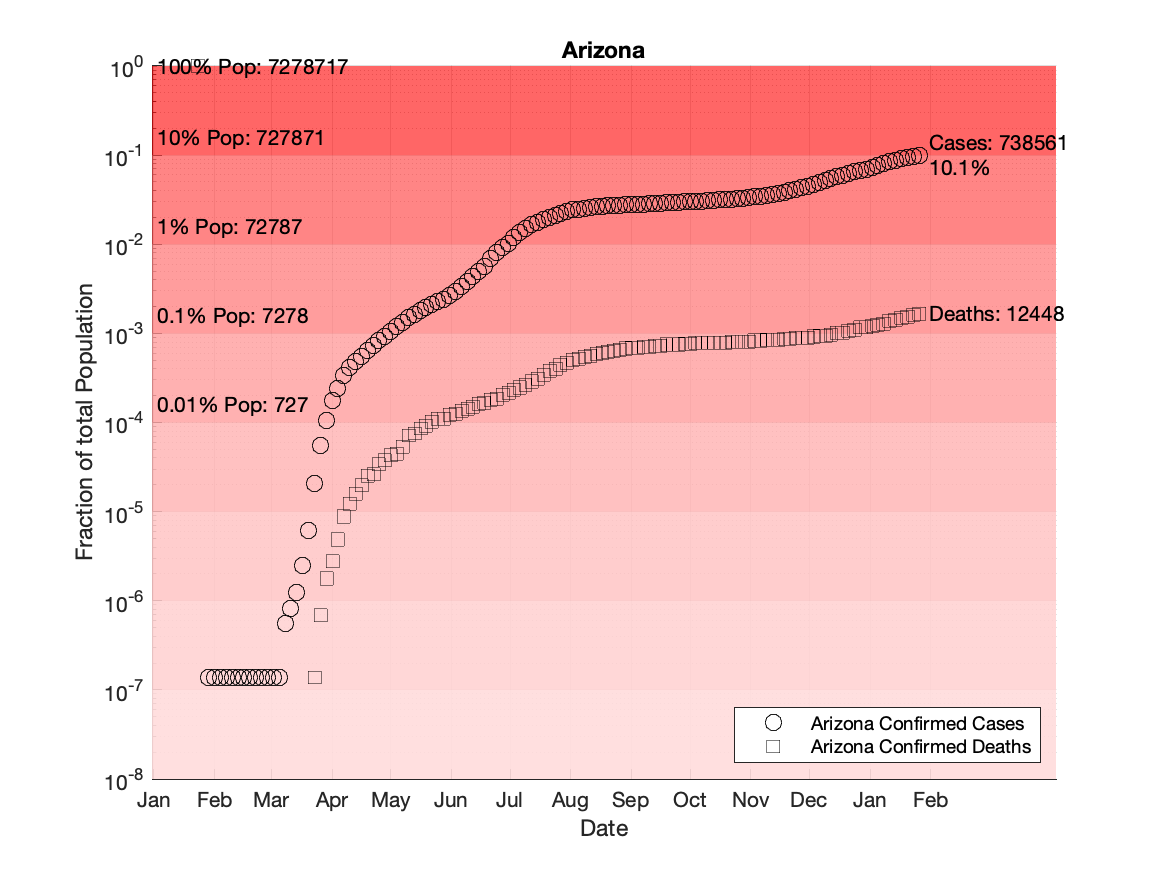 Arizona
10^0
100% Pop: 7278717
10% Pop: 727871
Cases: 738561
10^-1
10.1%
1% Pop: 72787
10^-2
0.1% Pop: 7278
Deaths: 12448
10^-3
0.01% Pop: 727
10^-4
10^-5
10^-6
10^-7
10^-8
Fraction of total Population
Arizona Confirmed Cases
Arizona Confirmed Deaths
Jan Feb Mar Apr May Jun Jul Aug Sep Oct Nov Dec Jan Feb
Date